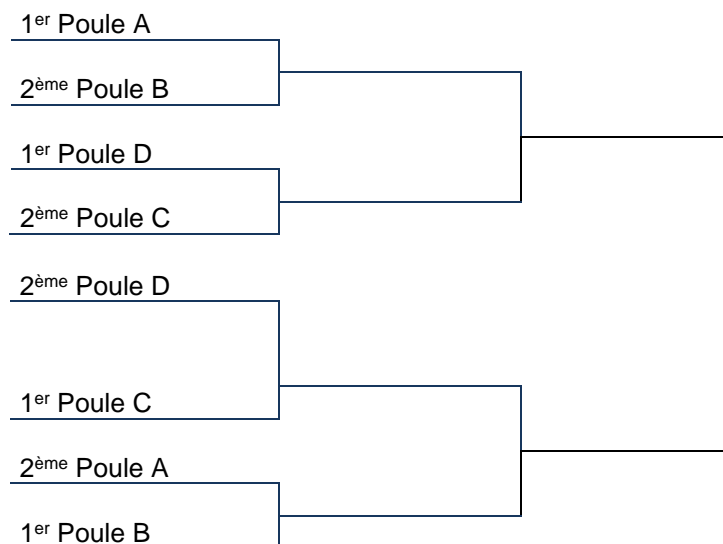 1er Poule A
2ème Poule B
1er Poule D
2ème Poule C
2ème Poule D
1er Poule C
2ème Poule A
1er Poule B